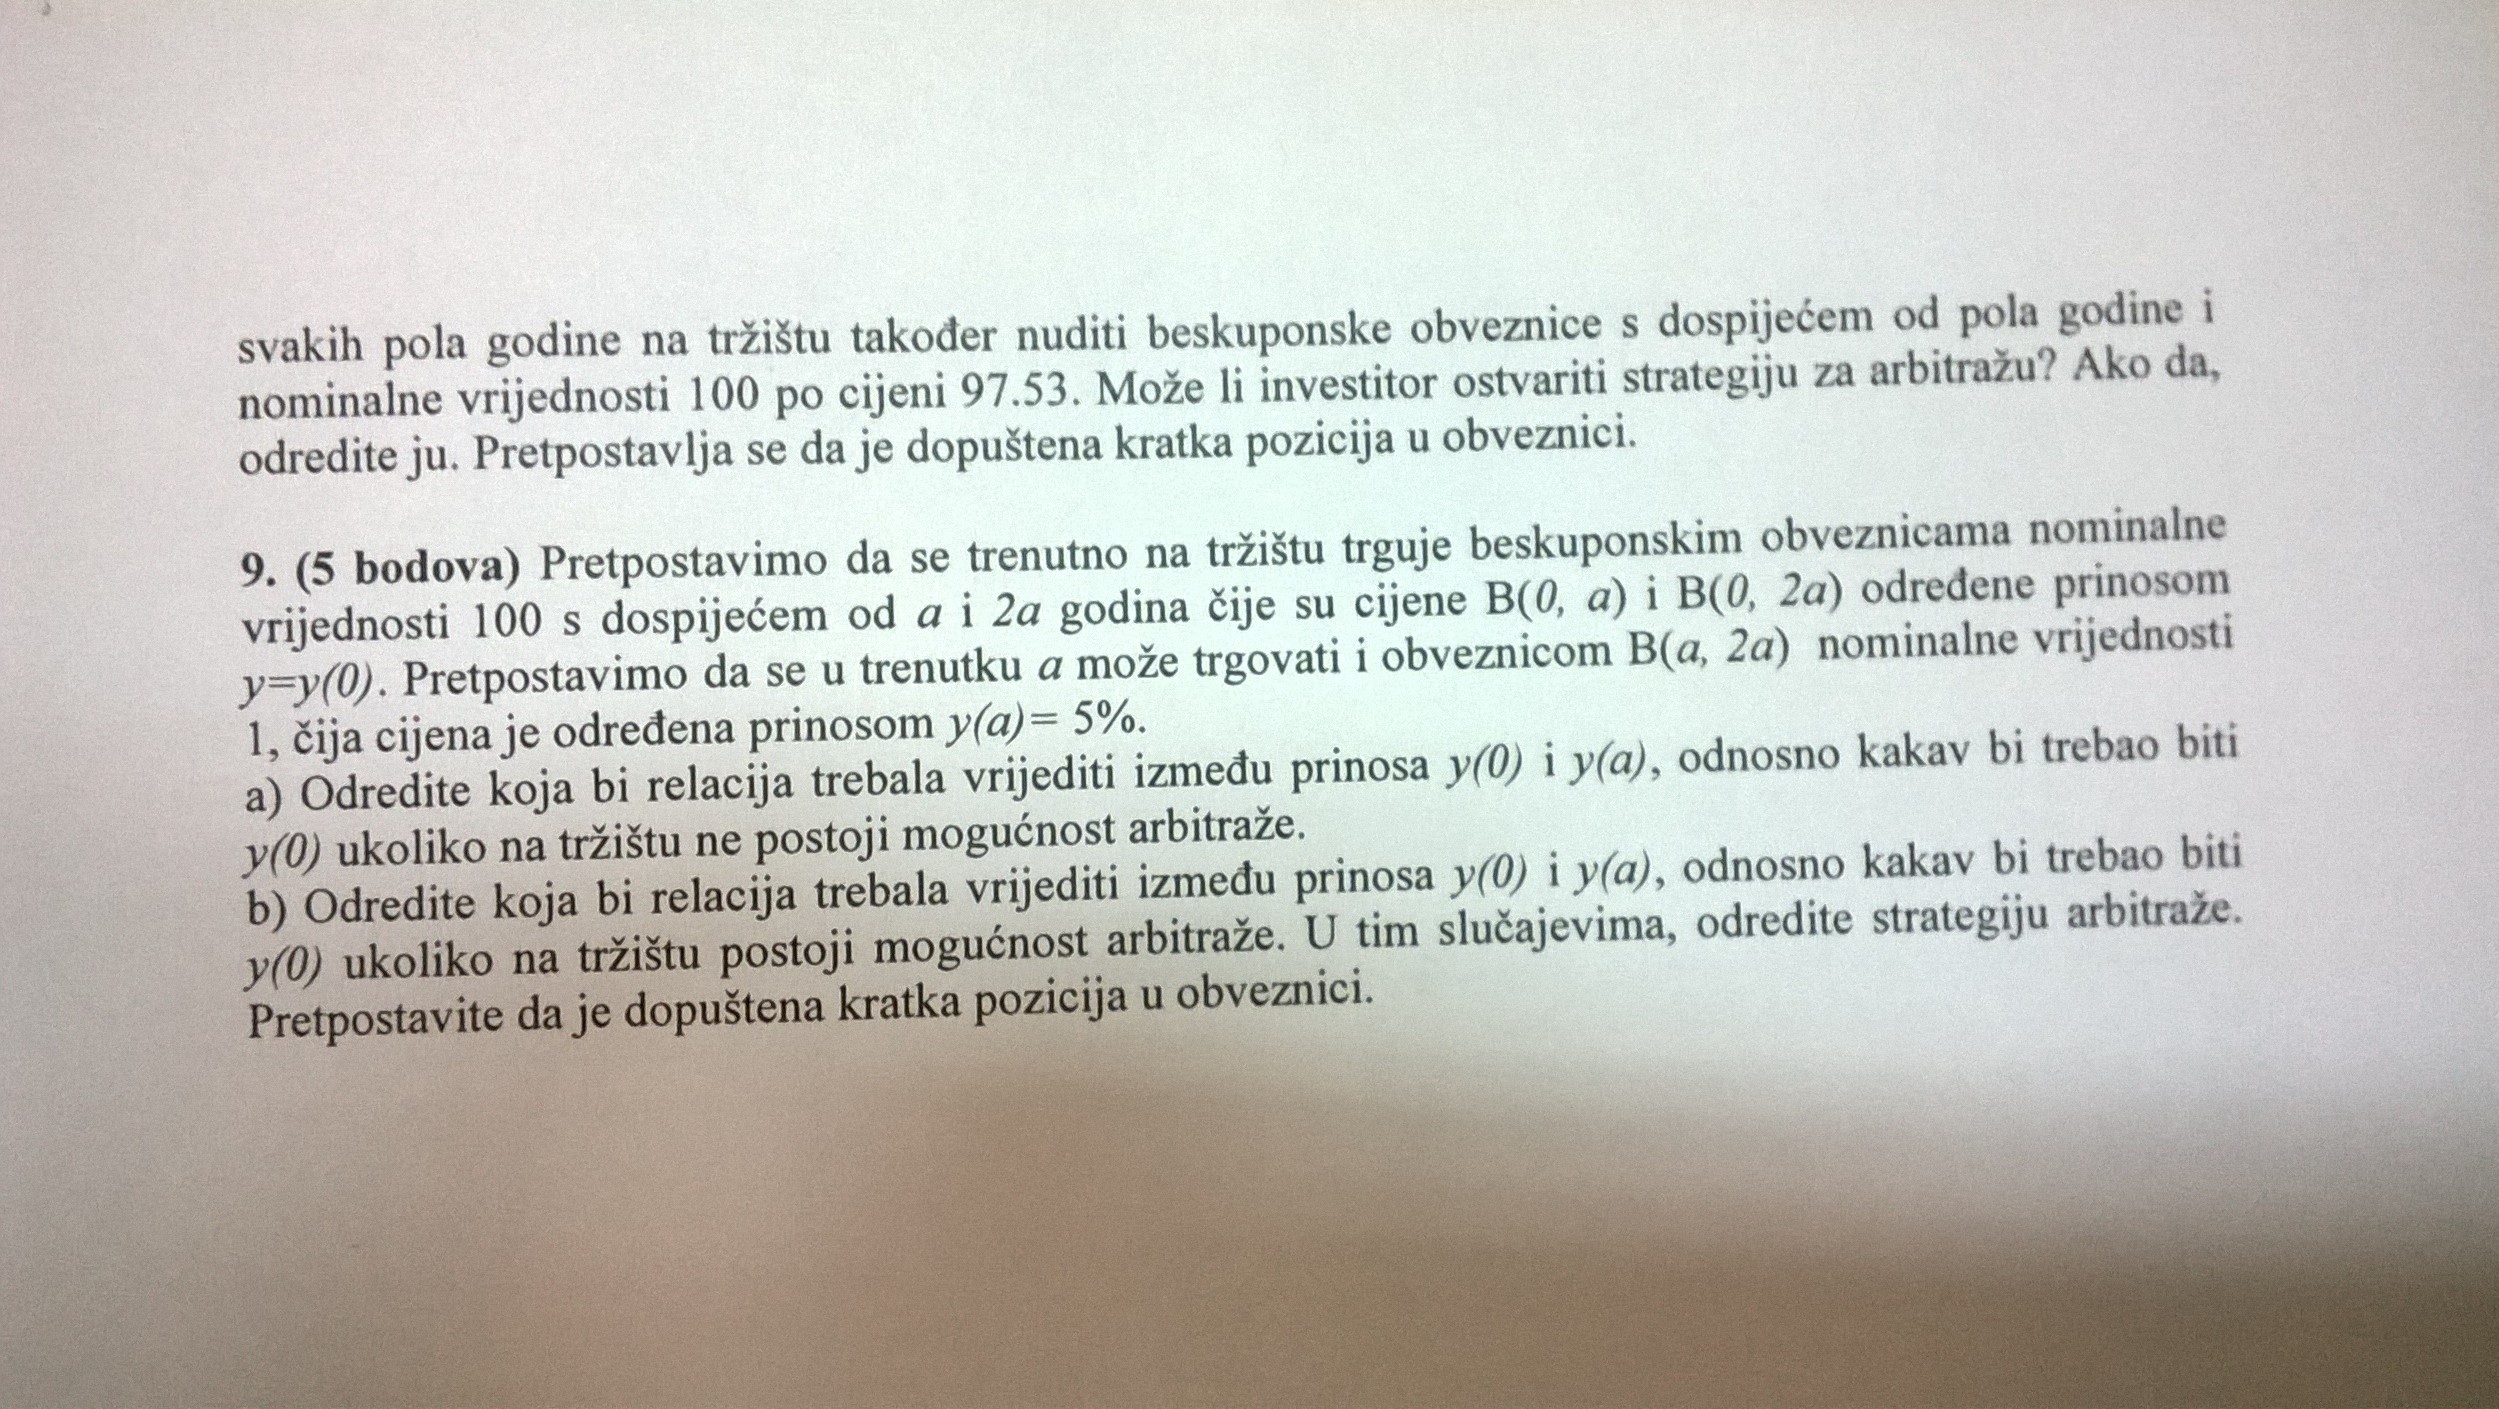 svakih pola godine na tržištu također nuditi beskuponske obveznice s dospijećem od pola godine i
nominalne vrijednosti 100 po cijeni 97.53. Može li investitor ostvariti strategiju za arbitražu? Ako da,
odredite ju. Pretpostavlja se da je dopuštena kratka pozicija u obveznici.
9. (5 bodova) Pretpostavimo da se trenutno na tržištu trguje beskuponskim obveznicama nominalne
vrijednosti 100 s dospijećem od a i 2a godina čije su cijene B(0, a) i B(0, 2a) određene prinosom
y=y(0). Pretpostavimo da se u trenutku a može trgovati i obveznicom B(a, 2a) nominalne vrijednosti
1, čija cijena je određena prinosom y(a)= 5%.
a) Odredite koja bi relacija trebala vrijediti između prinosa y(0) i y(a), odnosno kakav bi trebao biti
y(0) ukoliko na tržištu ne postoji mogućnost arbitraže.
b) Odredite koja bi relacija trebala vrijediti između prinosa y(0) i y(a), odnosno kakav bi trebao biti
y(0) ukoliko na tržištu postoji mogućnost arbitraže. U tim slučajevima, odredite strategiju arbitraže.
Pretpostavite da je dopuštena kratka pozicija u obveznici.